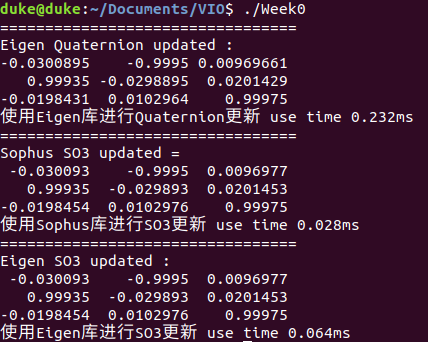 duke@duke:~/Documents/VIO$ ./Week0
==================================
Eigen Quaternion updated :
-0.0300895    -0.9995 0.00969661
   0.99935 -0.0298895  0.0201429
-0.0198431  0.0102964    0.99975
使用Eigen库进行Quaternion更新 use time 0.232ms
==================================
Sophus SO3 updated =
 -0.030093    -0.9995  0.0096977
   0.99935  -0.029893  0.0201453
-0.0198454  0.0102976    0.99975
使用Sophus库进行SO3更新 use time 0.028ms
==================================
Eigen SO3 updated :
 -0.030093    -0.9995  0.0096977
   0.99935  -0.029893  0.0201453
-0.0198454  0.0102976    0.99975
使用Eigen库进行SO3更新 use time 0.064ms